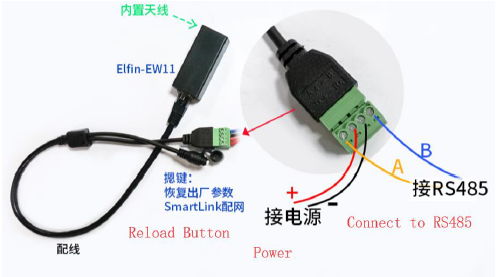 内置天线
Elfin-EW11
摁键:
恢复出厂参数
SmartLink配网
配线
Reload Button
A
B
接RS485
+
-
接电源
Connect to RS485
Power